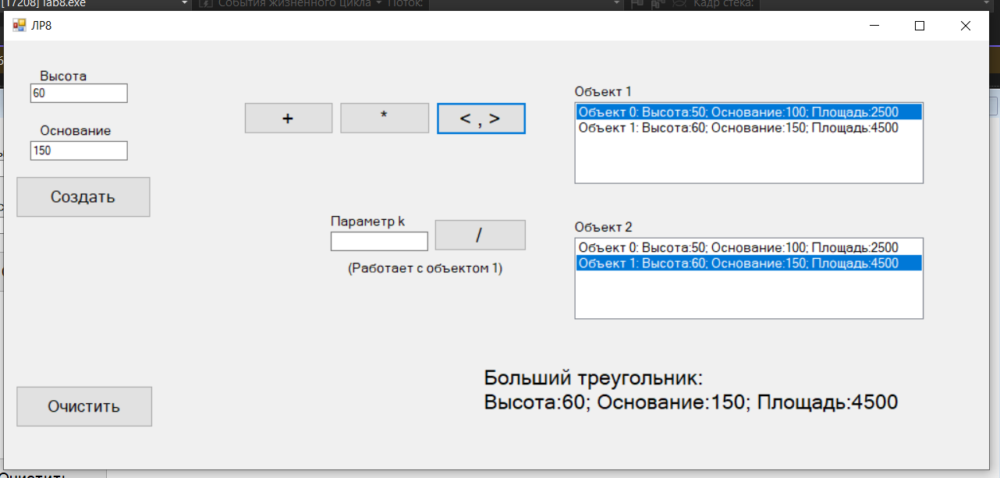 [17208] lab8.exe
События жизненного цикла
Поток:
Кадр стека:
ЛР8
Высота
60
Основание
150
Создать
+
*
< , >
Параметр k
/
(Работает с объектом 1)
Объект 1
Объект 0: Высота:50; Основание:100; Площадь:2500
Объект 1: Высота:60; Основание:150; Площадь:4500
Объект 2
Объект 0: Высота:50; Основание:100; Площадь:2500
Объект 1: Высота:60; Основание:150; Площадь:4500
Больший треугольник:
Высота:60; Основание:150; Площадь:4500
Очистить
Очистить